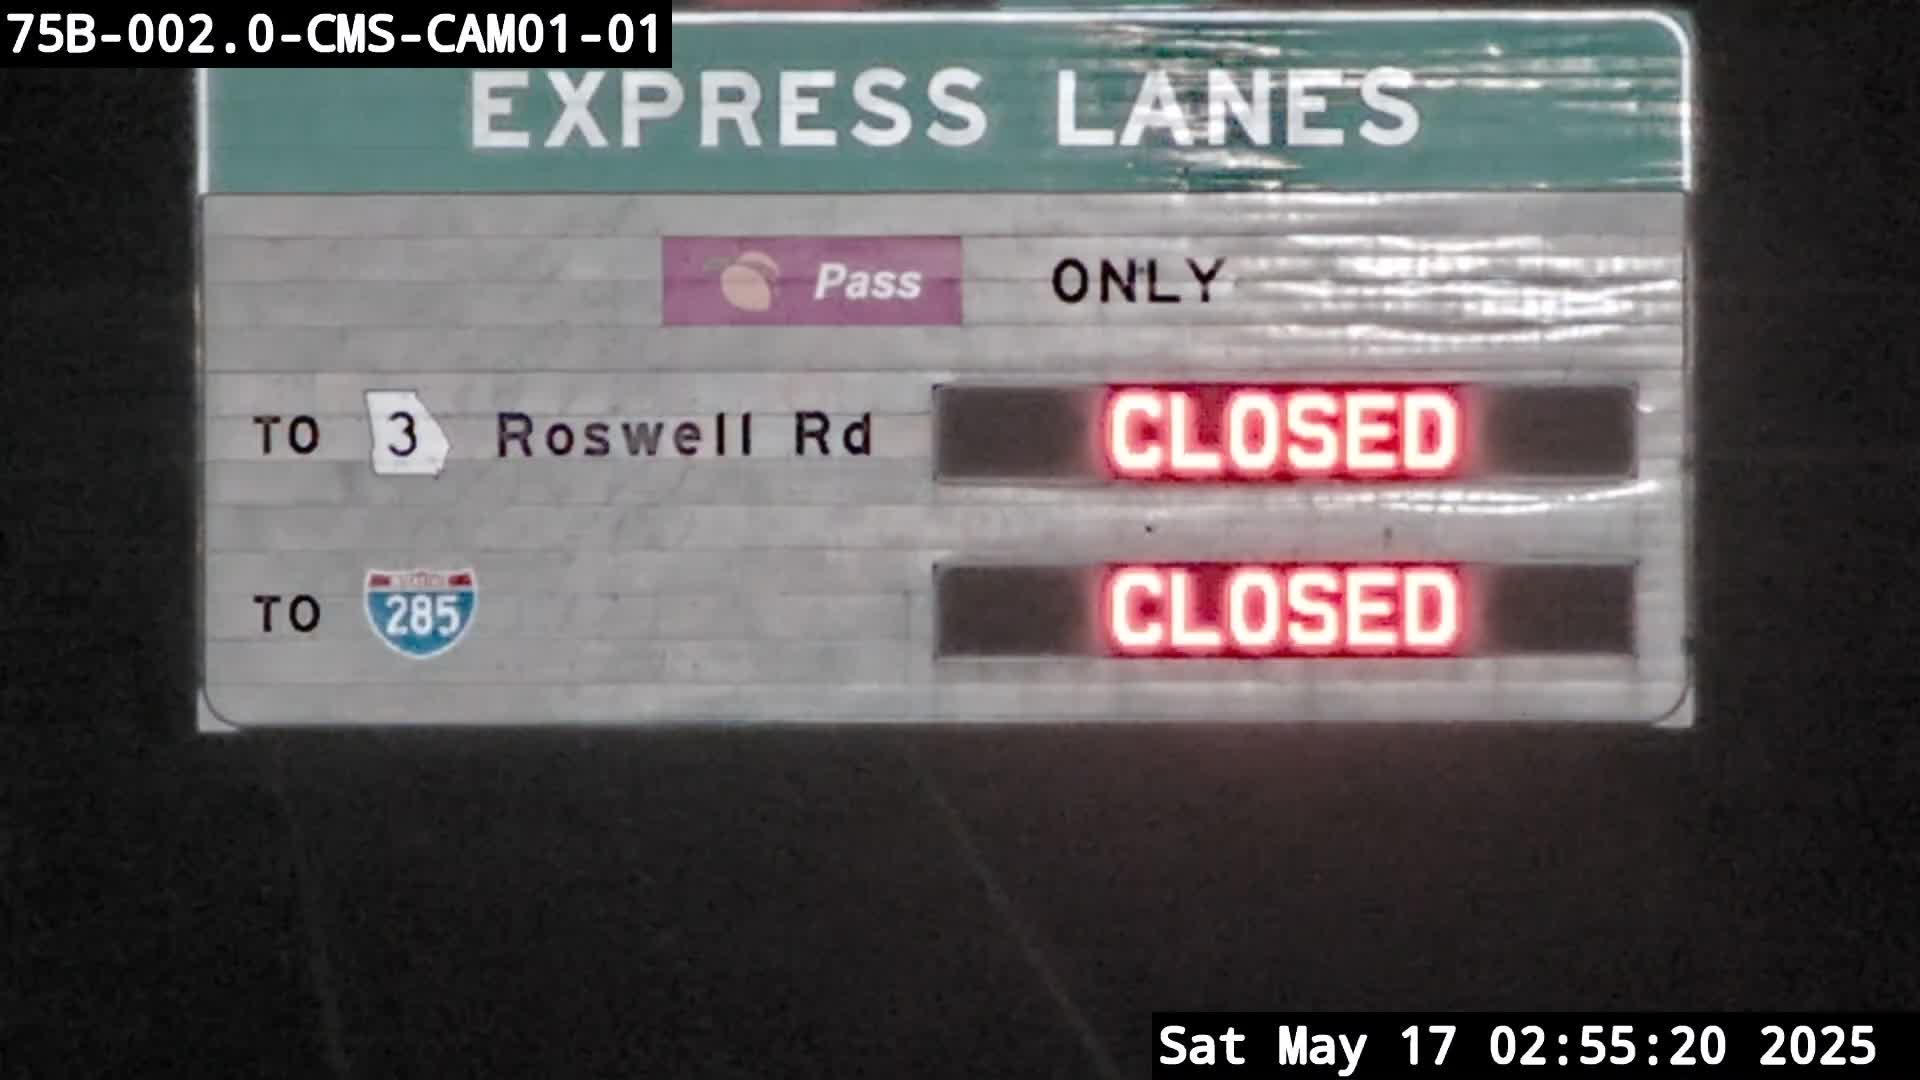 75B-002.0-CMS-CAM01-01
EXPRESS LANES
Pass ONLY
TO 3 Roswell Rd CLOSED
TO 285 CLOSED
Sat May 17 02:55:20 2025